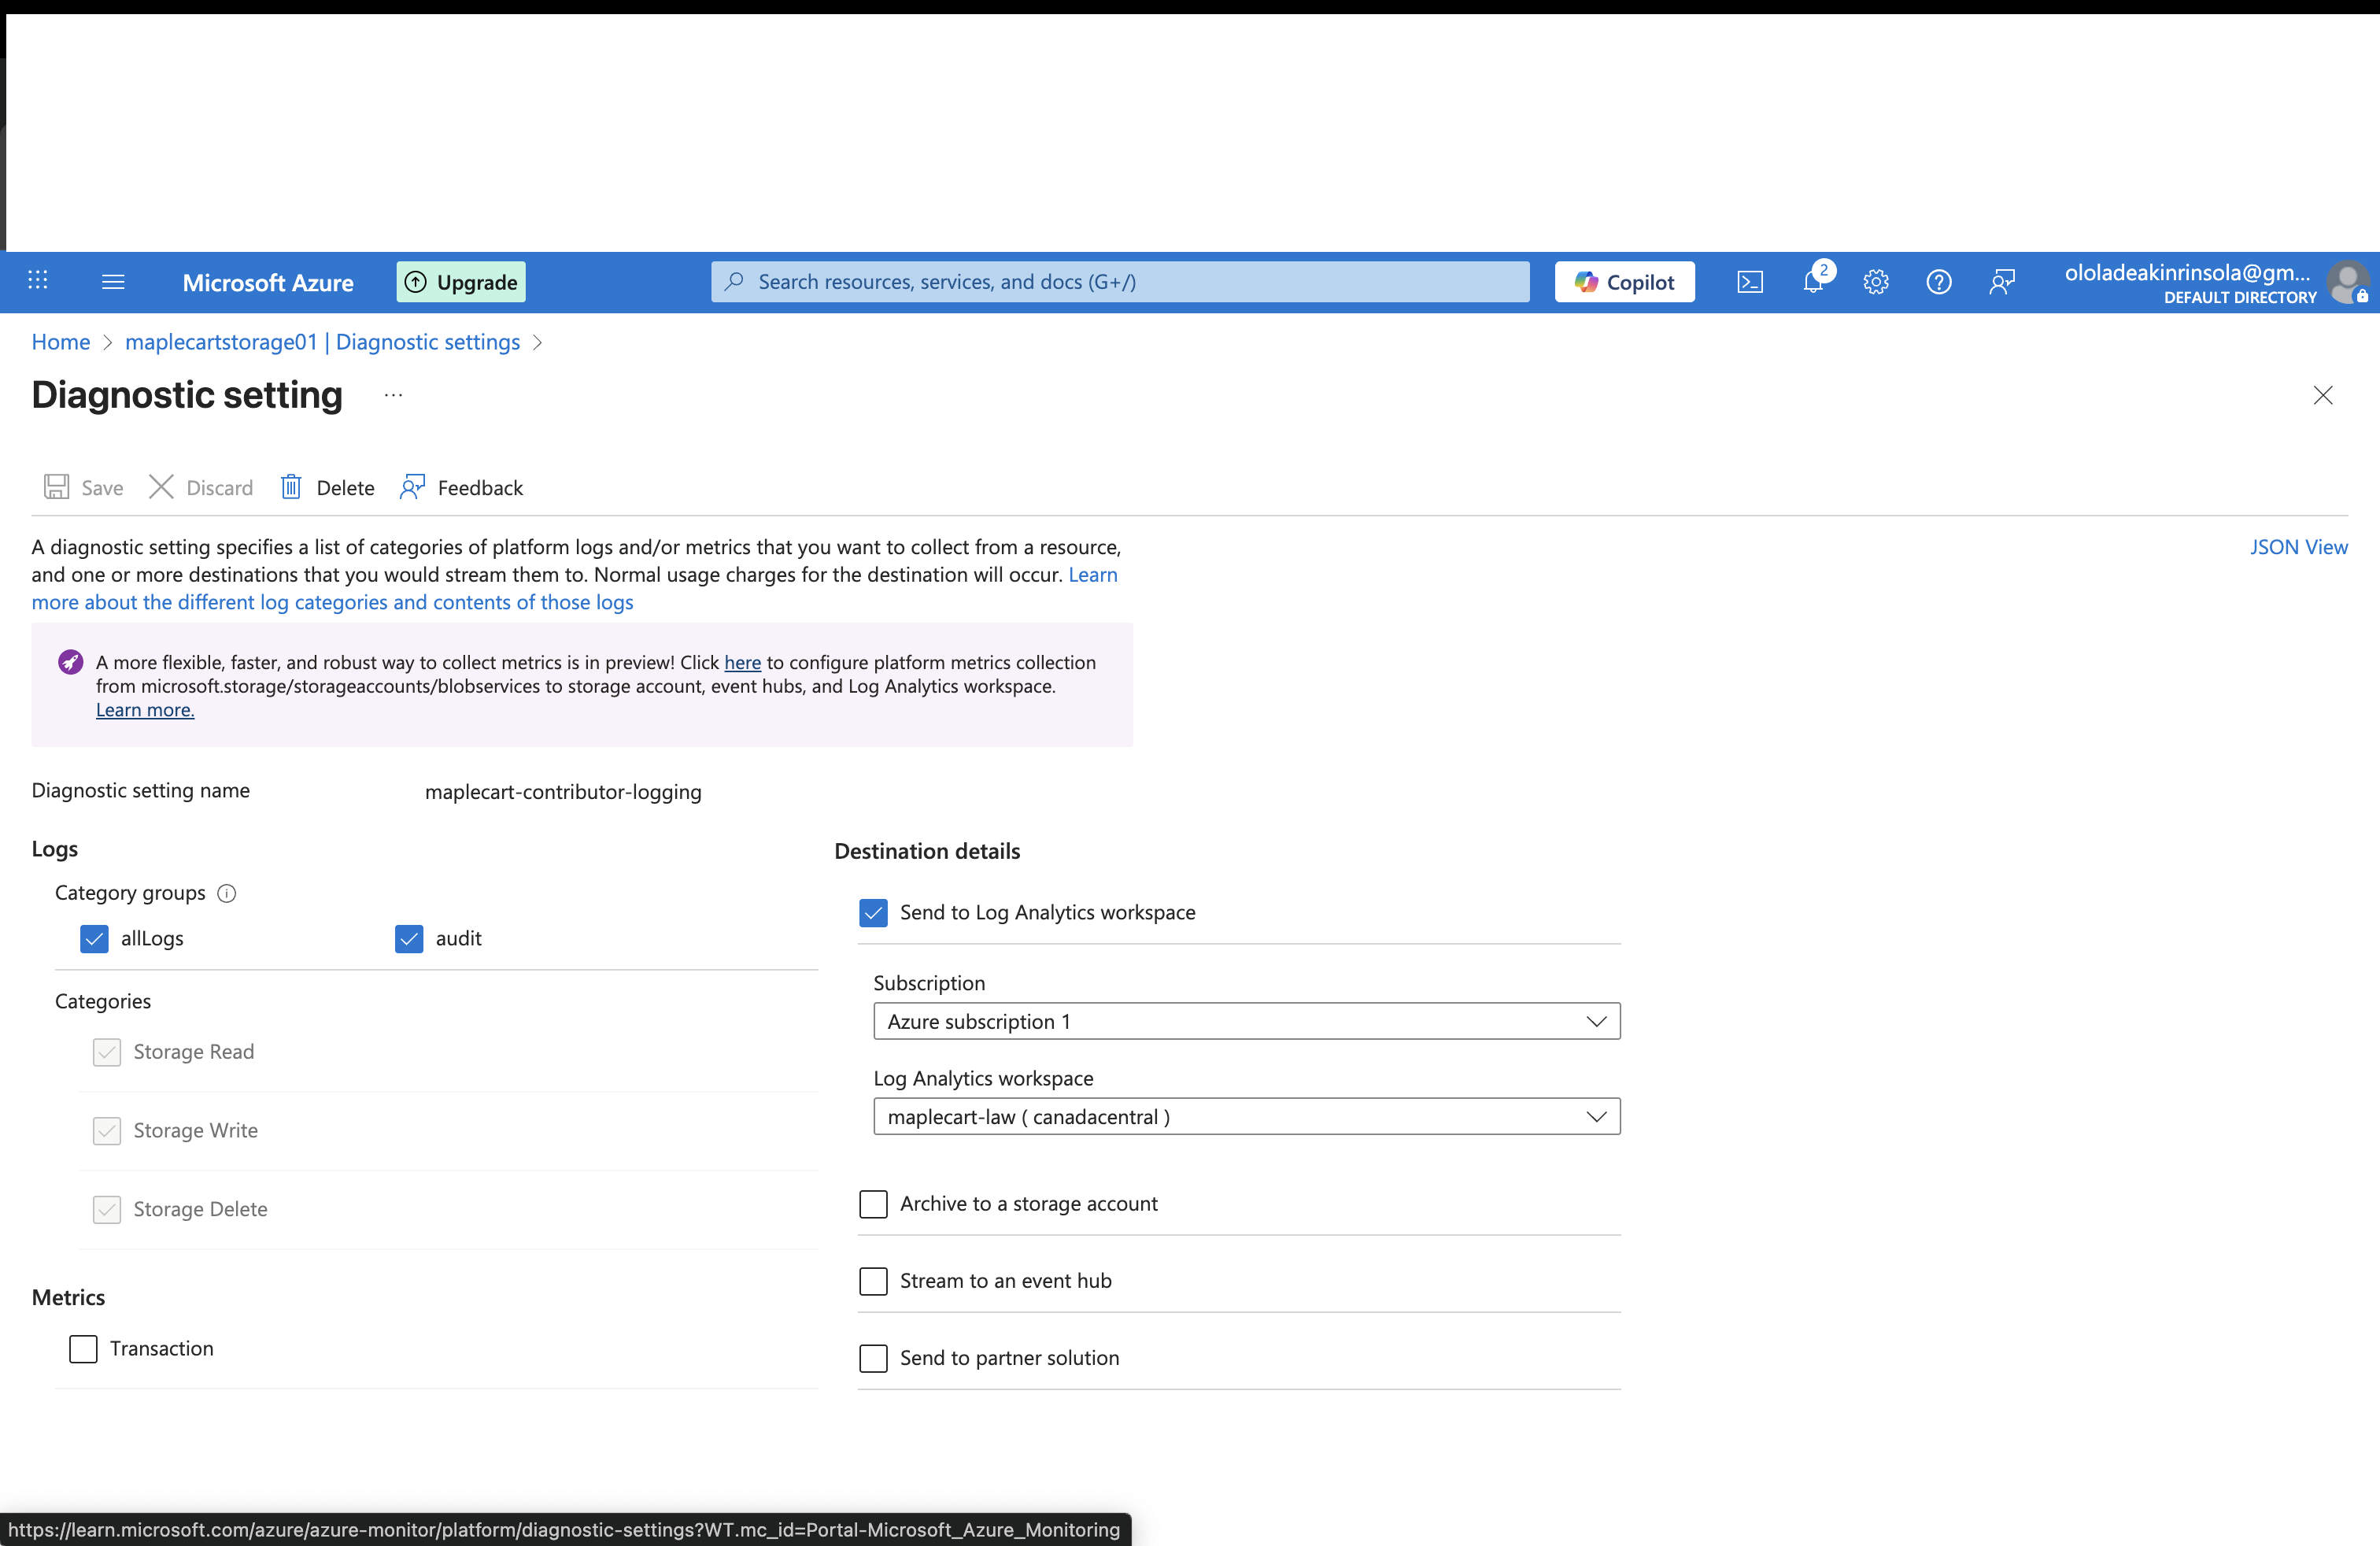 Microsoft Azure
Upgrade
Search resources, services, and docs (G+/)
Copilot
2
ololadeakinrinsola@gm...
DEFAULT DIRECTORY
Home > maplecartstorage01 | Diagnostic settings >
Diagnostic setting ...
Save Discard Delete Feedback
A diagnostic setting specifies a list of categories of platform logs and/or metrics that you want to collect from a resource,
and one or more destinations that you would stream them to. Normal usage charges for the destination will occur. Learn
more about the different log categories and contents of those logs
JSON View
A more flexible, faster, and robust way to collect metrics is in preview! Click here to configure platform metrics collection
from microsoft.storage/storageaccounts/blobservices to storage account, event hubs, and Log Analytics workspace.
Learn more.
Diagnostic setting name maplecart-contributor-logging
Logs
Category groups
allLogs audit
Categories
Storage Read
Storage Write
Storage Delete
Metrics
Transaction
Destination details
Send to Log Analytics workspace
Subscription
Azure subscription 1
Log Analytics workspace
maplecart-law ( canadacentral )
Archive to a storage account
Stream to an event hub
Send to partner solution
https://learn.microsoft.com/azure/azure-monitor/platform/diagnostic-settings?WT.mc_id=Portal-Microsoft_Azure_Monitoring